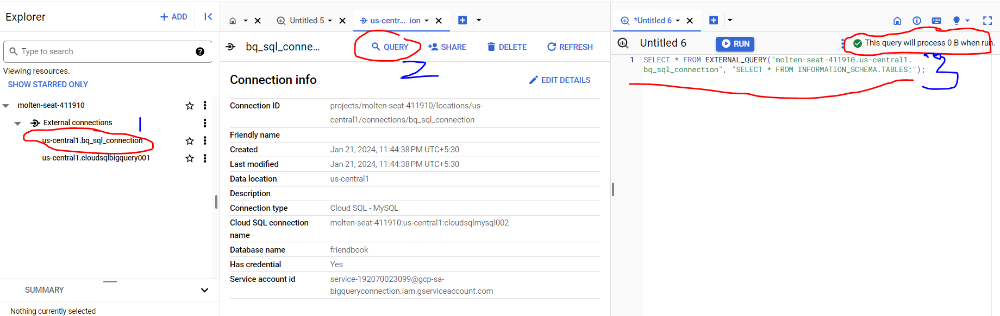 Explorer
+ ADD
Type to search
Viewing resources.
SHOW STARRED ONLY
molten-seat-411910
External connections
1
us-central1.bq_sql_connection
us-central1.cloudsqlbigquery001
SUMMARY
Nothing currently selected
Untitled 5
us-centr... ion
bq_sql_conne...
QUERY
SHARE
DELETE
REFRESH
2
Connection info
EDIT DETAILS
Connection ID
projects/molten-seat-411910/locations/us-
central1/connections/bq_sql_connection
Friendly name
Created
Jan 21, 2024, 11:44:38 PM UTC+5:30
Last modified
Jan 21, 2024, 11:44:38 PM UTC+5:30
Data location
us-central1
Description
Connection type
Cloud SQL - MySQL
Cloud SQL connection
name
molten-seat-411910:us-central1:cloudsqlmysql002
Database name
friendbook
Has credential
Yes
Service account id
service-192070023099@gcp-sa-
bigqueryconnection.iam.gserviceaccount.com
*Untitled 6
Untitled 6
RUN
This query will process 0 B when run.
1
SELECT * FROM EXTERNAL_QUERY("molten-seat-411910.us-central1.
bq_sql_connection", "SELECT * FROM INFORMATION_SCHEMA.TABLES;");
3